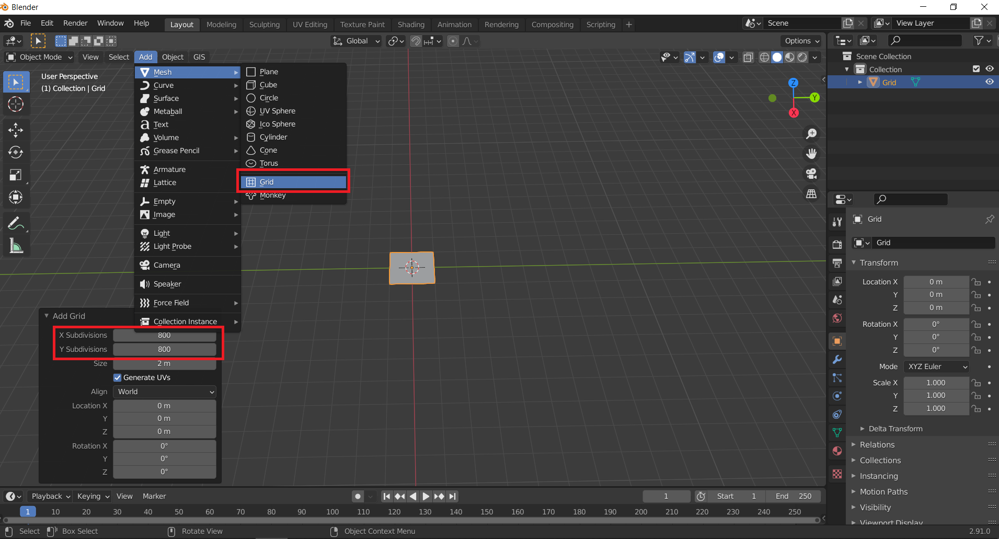 Blender
File Edit Render Window Help Layout Modeling Sculpting UV Editing Texture Paint Shading Animation Rendering Compositing Scripting + Scene View Layer
Global Options
Object Mode View Select Add Object GIS
User Perspective
(1) Collection | Grid
Mesh
Curve
Surface
Metaball
Text
Volume
Grease Pencil
Armature
Lattice
Empty
Image
Light
Light Probe
Camera
Speaker
Force Field
Collection Instance
Plane
Cube
Circle
UV Sphere
Ico Sphere
Cylinder
Cone
Torus
Grid
Monkey
Z
Y
X
Add Grid
X Subdivisions 800
Y Subdivisions 800
Size 2 m
Generate UVs
Align World
Location X 0 m
Y 0 m
Z 0 m
Rotation X 0°
Y 0°
Z 0°
Scene Collection
Collection
Grid
Grid
Grid
Transform
Location X 0 m
Y 0 m
Z 0 m
Rotation X 0°
Y 0°
Z 0°
Mode XYZ Euler
Scale X 1.000
Y 1.000
Z 1.000
Delta Transform
Relations
Collections
Instancing
Motion Paths
Visibility
Viewport Display
Playback Keying View Marker 1 Start 1 End 250
1 10 20 30 40 50 60 70 80 90 100 110 120 130 140 150 160 170 180 190 200 210 220 230 240 250
Select Box Select Rotate View Object Context Menu 2.91.0